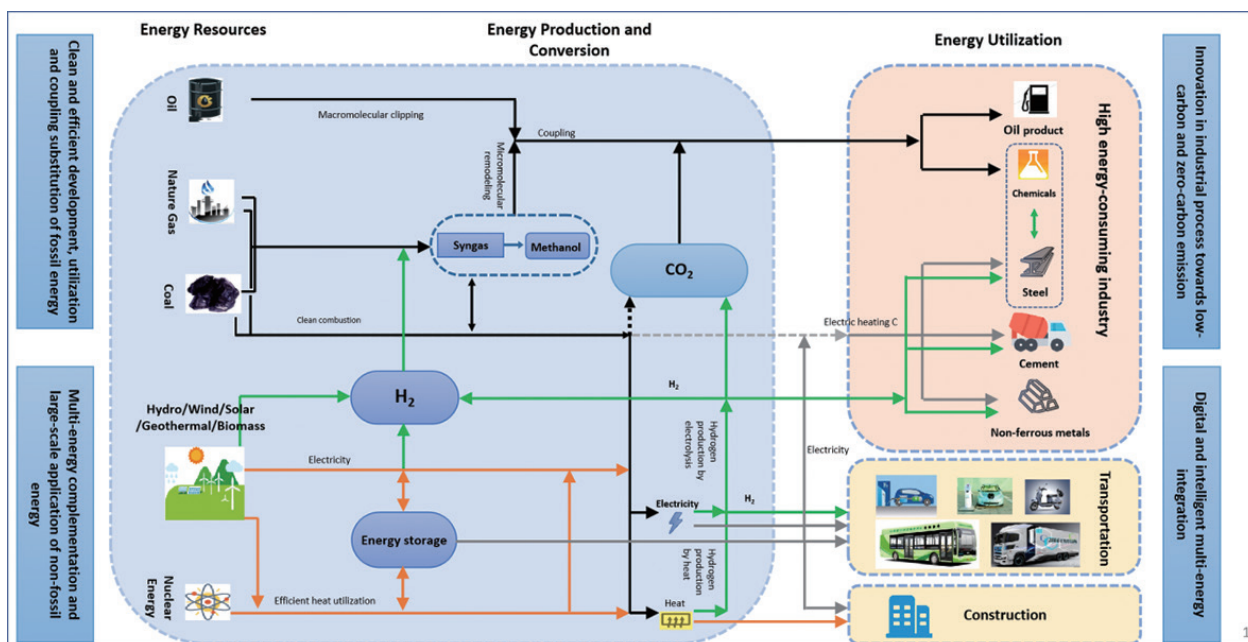 Energy Resources
Energy Production and
Conversion
Energy Utilization
Clean and efficient development, utilization
and coupling substitution of fossil energy
Multi-energy complementation and
large-scale application of non-fossil
energy
Oil
Macromolecular clipping
Coupling
Micromolecular
remodeling
Nature Gas
Syngas
Methanol
CO2
Coal
Clean combustion
Electric heating C
H2
H2
Hydro/Wind/Solar
/Geothermal/Biomass
Electricity
Hydrogen
production by
electrolysis
Electricity
H2
Energy storage
Hydrogen
production
by heat
Nuclear
Energy
Efficient heat utilization
Heat
Electricity
Oil product
Chemicals
Steel
Cement
Non-ferrous metals
High energy-consuming industry
Transportation
Construction
Innovation in industrial process towards low-
carbon and zero-carbon emission
Digital and intelligent multi-energy
integration
1